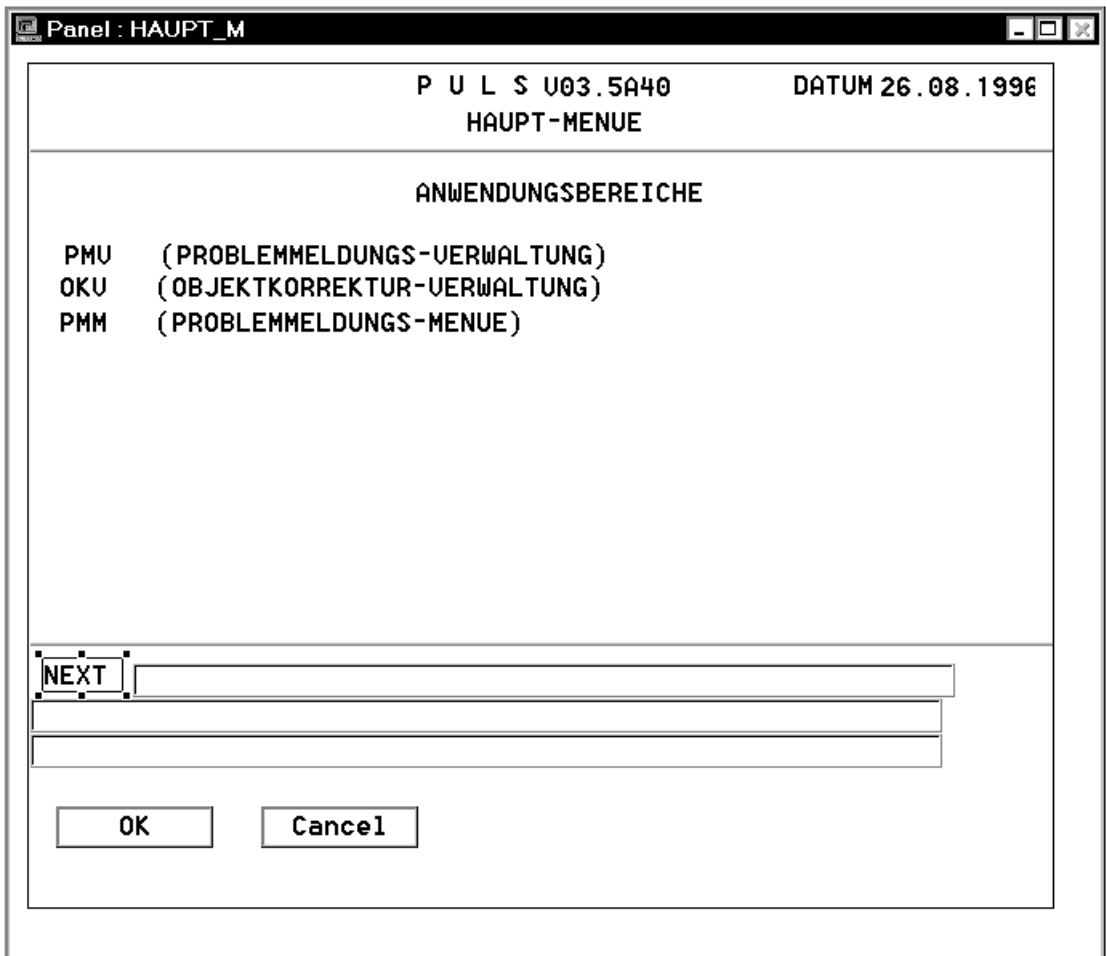 Panel : HAUPT_M
P U L S V03.5A40 DATUM 26.08.1996
HAUPT-MENUE
ANWENDUNGSBEREICHE
PMV (PROBLEMMELDUNGS-VERWALTUNG)
OKV (OBJEKTKORREKTUR-VERWALTUNG)
PMM (PROBLEMMELDUNGS-MENUE)
NEXT
OK Cancel